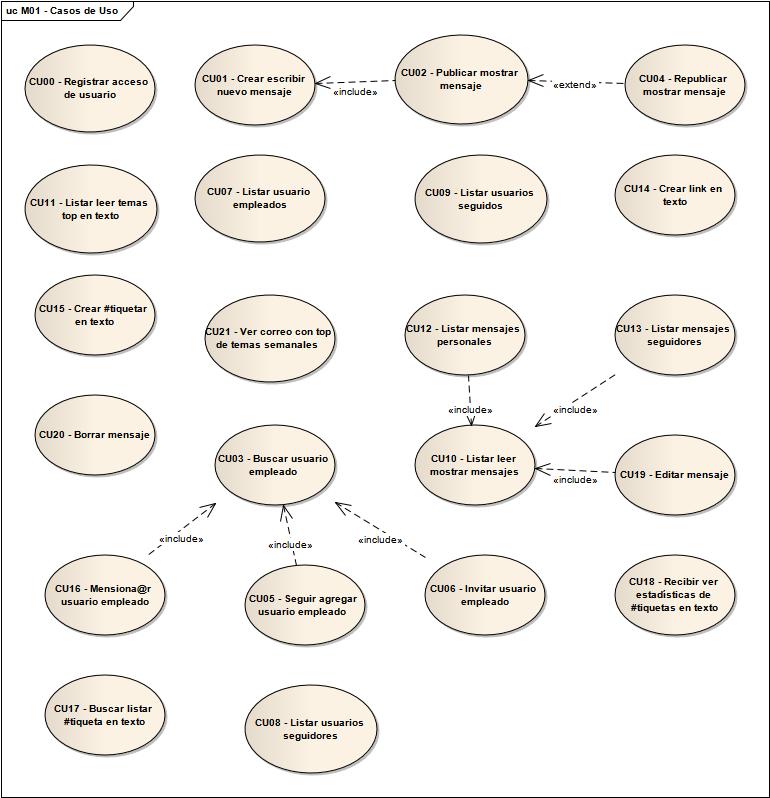 uc M01 - Casos de Uso
CU00 - Registrar acceso
de usuario
CU01 - Crear escribir
nuevo mensaje
«include»
CU02 - Publicar mostrar
mensaje
«extend»
CU04 - Republicar
mostrar mensaje
CU11 - Listar leer temas
top en texto
CU07 - Listar usuario
empleados
CU09 - Listar usuarios
seguidos
CU14 - Crear link en
texto
CU15 - Crear #tiquetar
en texto
CU21 - Ver correo con top
de temas semanales
CU12 - Listar mensajes
personales
CU13 - Listar mensajes
seguidores
«include»
«include»
CU20 - Borrar mensaje
CU03 - Buscar usuario
empleado
CU10 - Listar leer
mostrar mensajes
«include»
CU19 - Editar mensaje
«include»
«include»
«include»
CU16 - Mensiona@r
usuario empleado
CU05 - Seguir agregar
usuario empleado
CU06 - Invitar usuario
empleado
CU18 - Recibir ver
estadísticas de
#tiquetas en texto
CU17 - Buscar listar
#tiqueta en texto
CU08 - Listar usuarios
seguidores